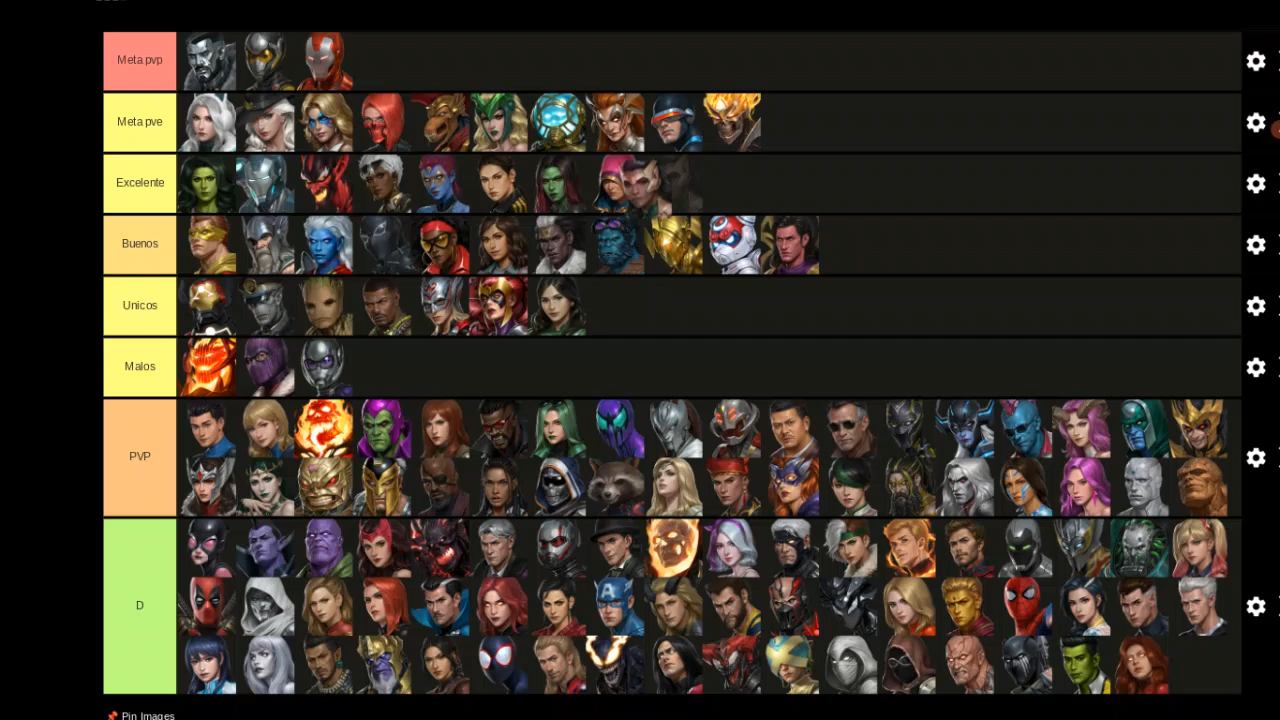 Meta pvp
Meta pve
Excelente
Buenos
Unicos
Malos
PVP
D
Pin Images